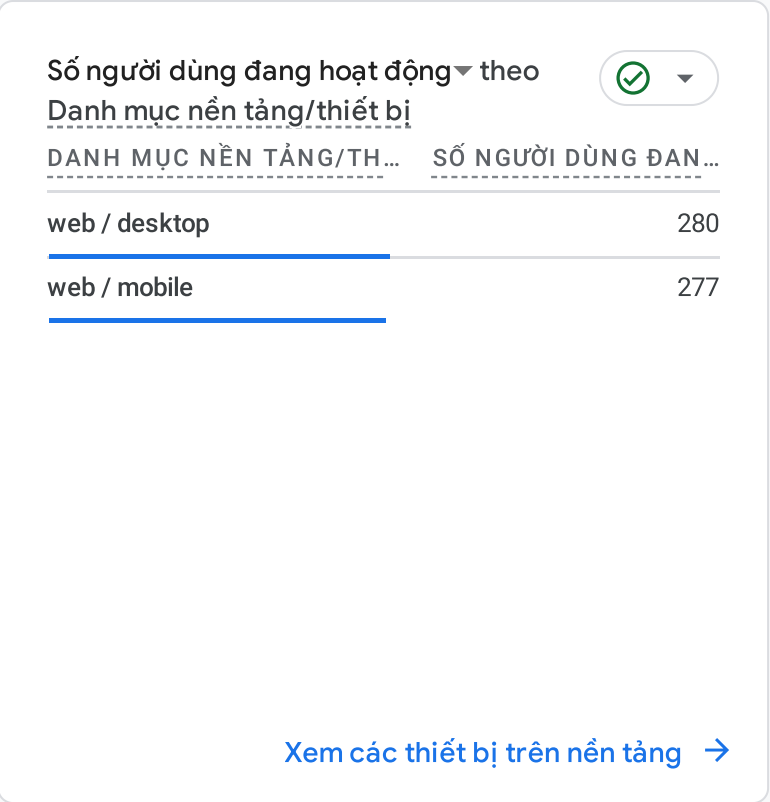 Số người dùng đang hoạt động theo
Danh mục nền tảng/thiết bị
DANH MỤC NỀN TẢNG/TH… SỐ NGƯỜI DÙNG ĐAN…
web / desktop 280
web / mobile 277
Xem các thiết bị trên nền tảng